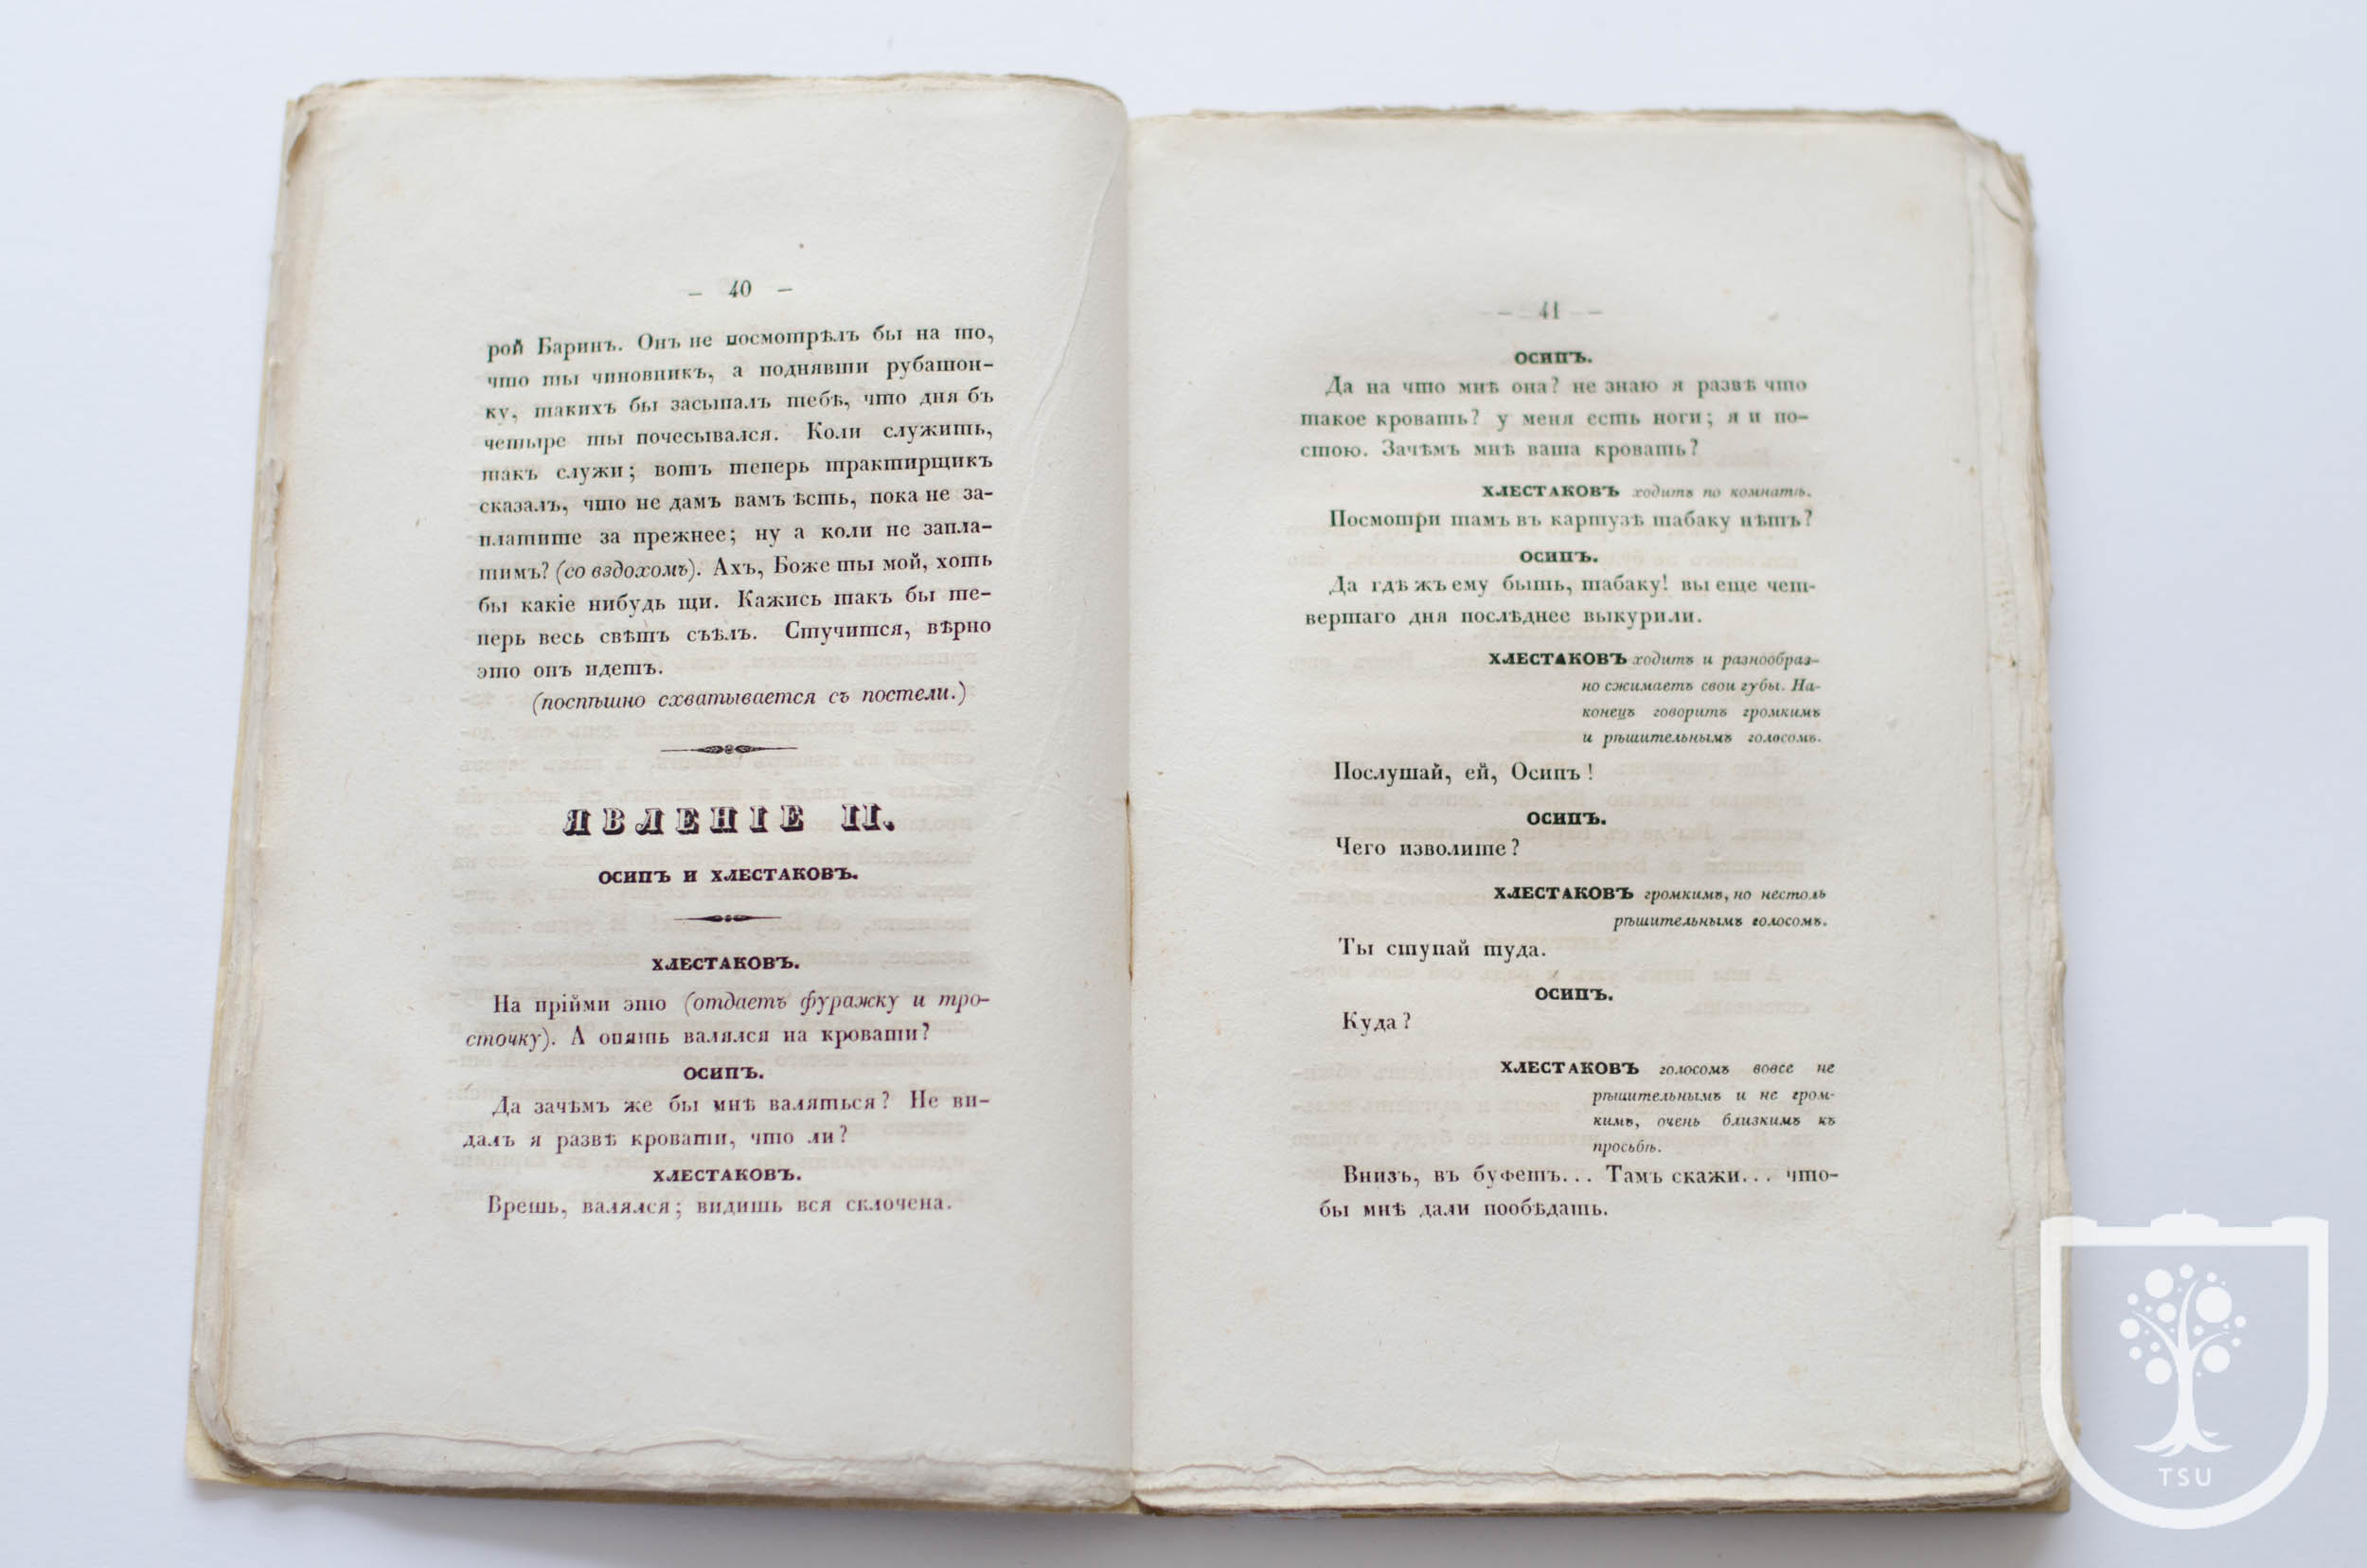 — 40 —
рой Баринъ. Онъ не посмотрѣлъ бы на то,
что ты чиновникъ, а поднявши рубашон-
ку, такихъ бы засыпалъ тебѣ, что дня бъ
четыре ты почесывался. Коли служить,
такъ служи; вотъ теперь трактирщикъ
сказалъ, что не дамъ вамъ ѣсть, пока не за-
платите за прежнее; ну а коли не запла-
тимъ? (со вздохомъ). Ахъ, Боже ты мой, хоть
бы какіе нибудь щи. Кажись такъ бы те-
перь весь свѣтъ съѣлъ. Стучится, вѣрно
это онъ идетъ.
(поспѣшно схватывается съ постели.)
ЯВЛЕНІЕ II.
ОСИПЪ И ХЛЕСТАКОВЪ.
ХЛЕСТАКОВЪ.
На прійми это (отдаетъ фуражку и тро-
сточку). А опять валялся на кровати?
ОСИПЪ.
Да зачѣмъ же бы мнѣ валяться? Не ви-
далъ я развѣ кровати, что ли?
ХЛЕСТАКОВЪ.
Врешь, валялся; видишь вся склочена.
— 41 —
ОСИПЪ.
Да на что мнѣ она? не знаю я развѣ что
такое кровать? у меня есть ноги; я и по-
стою. Зачѣмъ мнѣ ваша кровать?
ХЛЕСТАКОВЪ ходитъ по комнатѣ.
Посмотри тамъ въ картузѣ табаку нѣтъ?
ОСИПЪ.
Да гдѣ жъ ему быть, табаку! вы еще чет-
вертаго дня послѣднее выкурили.
ХЛЕСТАКОВЪ ходитъ и разнообраз-
но сжимаетъ свои губы. На-
конецъ говоритъ громкимъ
и рѣшительнымъ голосомъ.
Послушай, ей, Осипъ!
ОСИПЪ.
Чего изволите?
ХЛЕСТАКОВЪ громкимъ, но нестоль
рѣшительнымъ голосомъ.
Ты ступай туда.
ОСИПЪ.
Куда?
ХЛЕСТАКОВЪ голосомъ вовсе не
рѣшительнымъ и не гром-
кимъ, очень близкимъ къ
просьбѣ.
Внизъ, въ буфетъ... Тамъ скажи... что-
бы мнѣ дали пообѣдать.
TSU